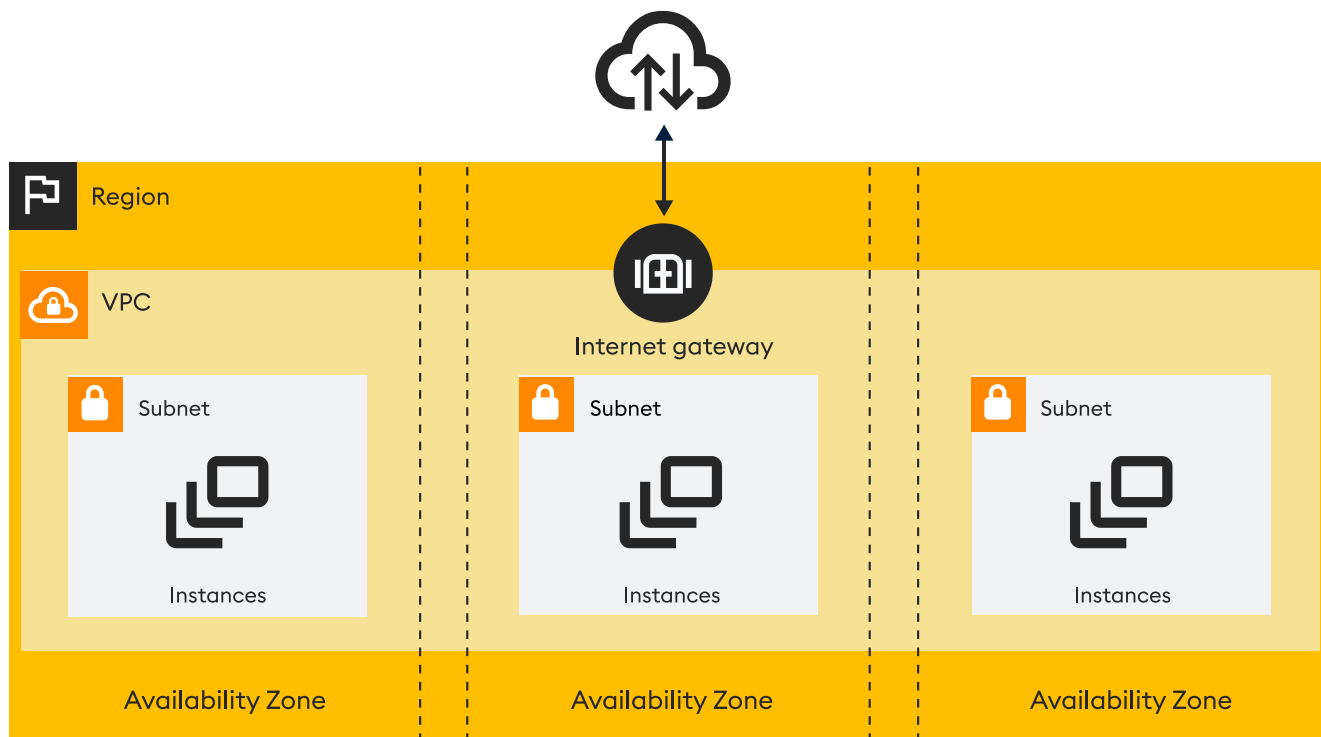 Region
VPC
Internet gateway
Subnet
Subnet
Subnet
Instances
Instances
Instances
Availability Zone
Availability Zone
Availability Zone